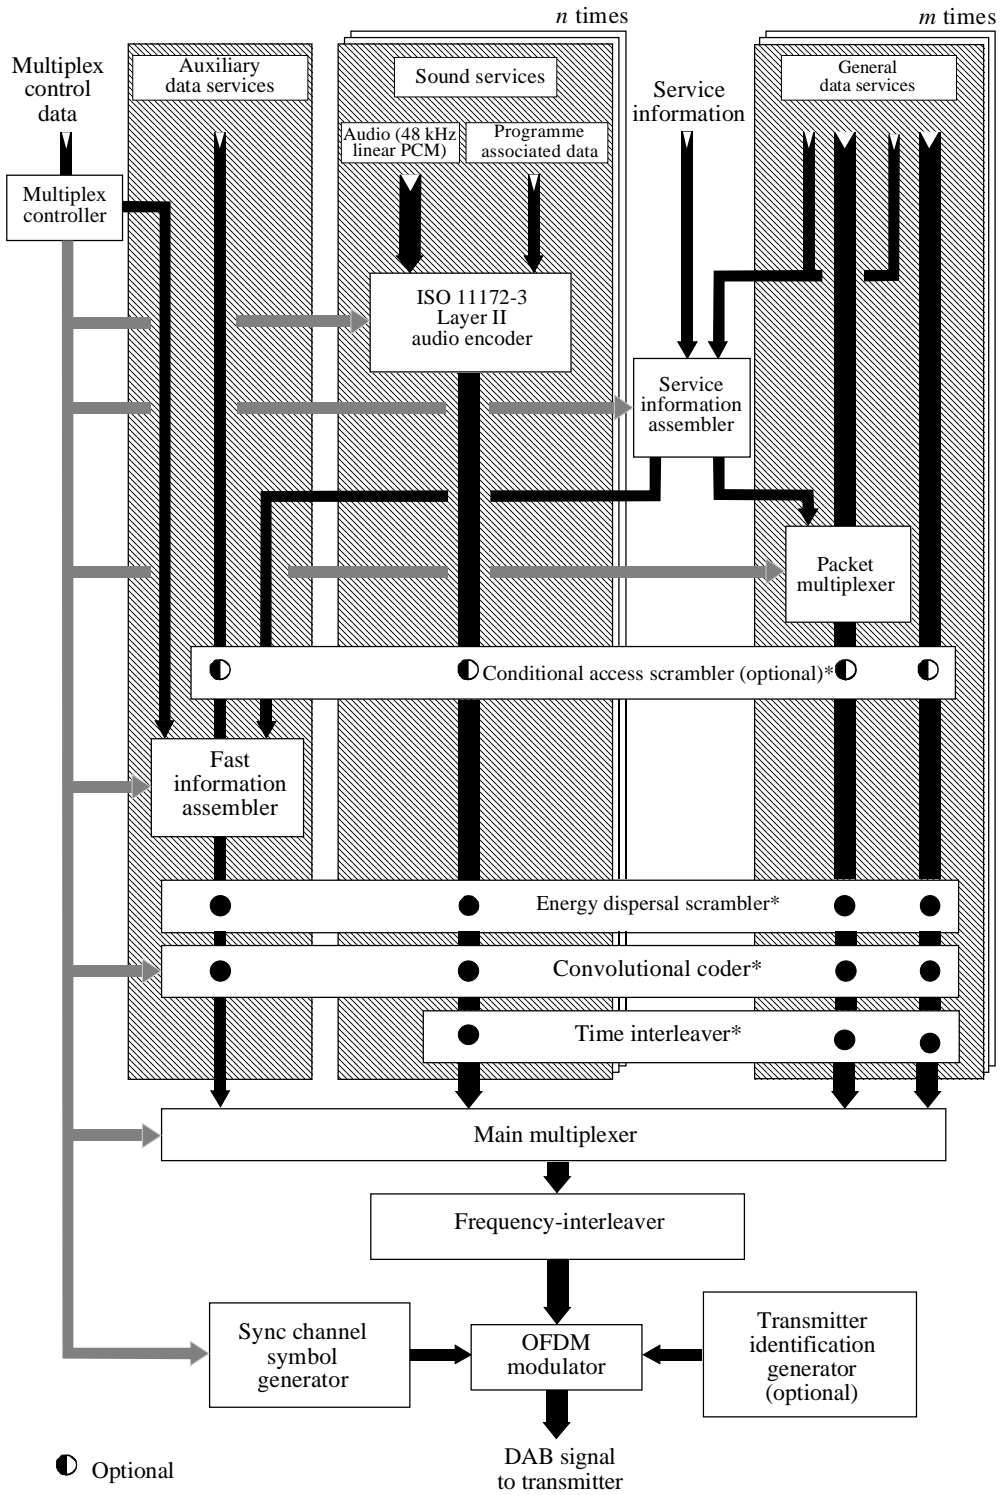 n times
m times
Multiplex
control
data
Auxiliary
data services
Sound services
Service
information
General
data services
Audio (48 kHz
linear PCM)
Programme
associated data
Multiplex
controller
ISO 11172-3
Layer II
audio encoder
Service
information
assembler
Packet
multiplexer
Conditional access scrambler (optional)*
Fast
information
assembler
Energy dispersal scrambler*
Convolutional coder*
Time interleaver*
Main multiplexer
Frequency-interleaver
Sync channel
symbol
generator
OFDM
modulator
Transmitter
identification
generator
(optional)
DAB signal
to transmitter
Optional